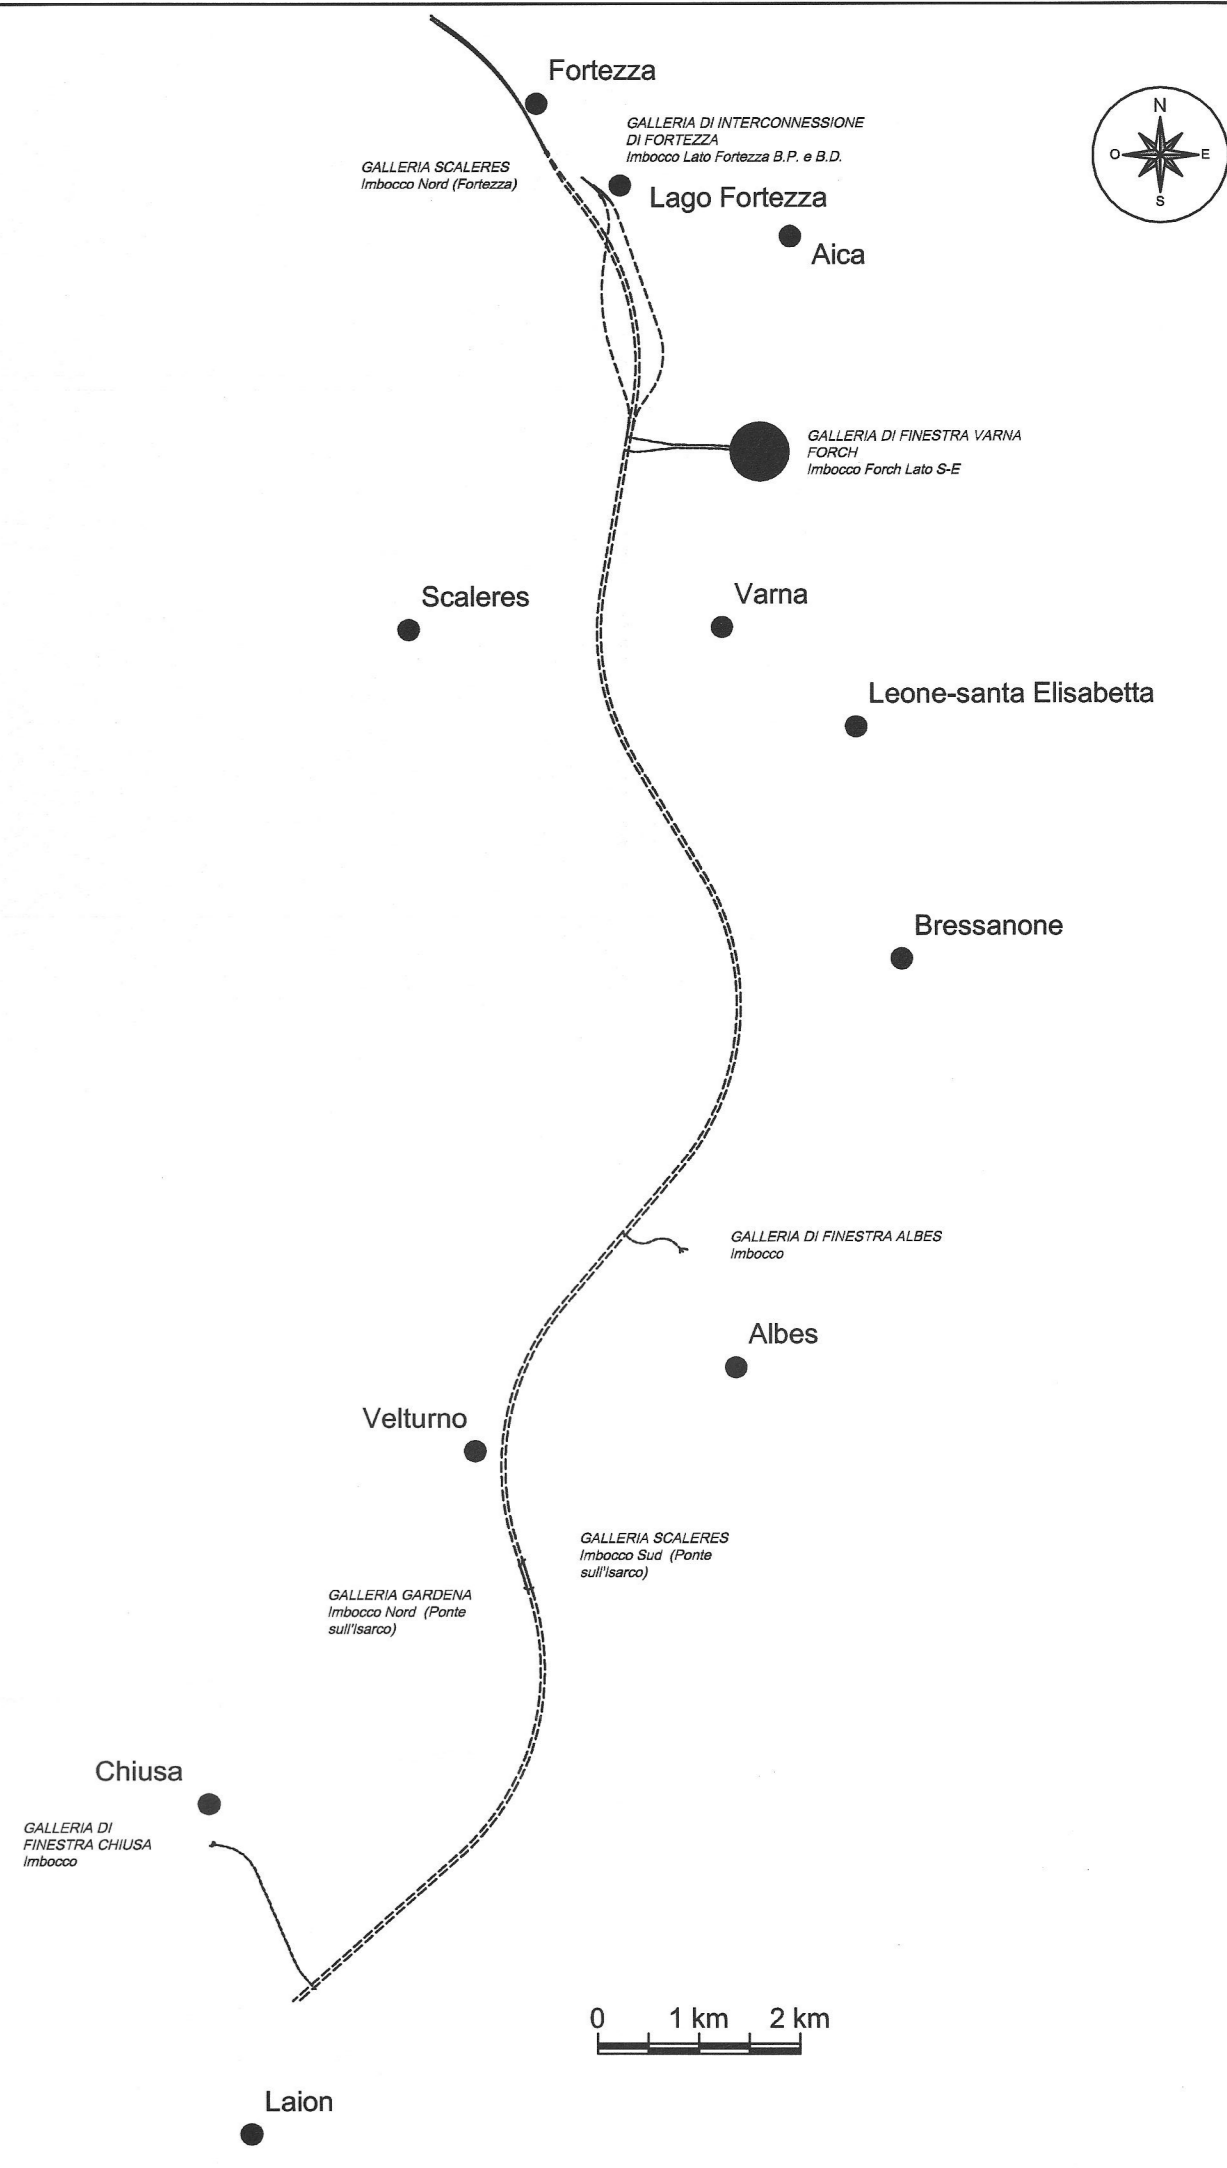 Fortezza
GALLERIA DI INTERCONNESSIONE
DI FORTEZZA
Imbocco Lato Fortezza B.P. e B.D.
N
O
E
S
GALLERIA SCALERES
Imbocco Nord (Fortezza)
Lago Fortezza
Aica
GALLERIA DI FINESTRA VARNA
FORCH
Imbocco Forch Lato S-E
Scaleres
Varna
Leone-santa Elisabetta
Bressanone
GALLERIA DI FINESTRA ALBES
Imbocco
Albes
Velturno
GALLERIA SCALERES
Imbocco Sud (Ponte
sull'Isarco)
GALLERIA GARDENA
Imbocco Nord (Ponte
sull'Isarco)
Chiusa
GALLERIA DI
FINESTRA CHIUSA
Imbocco
0 1 km 2 km
Laion